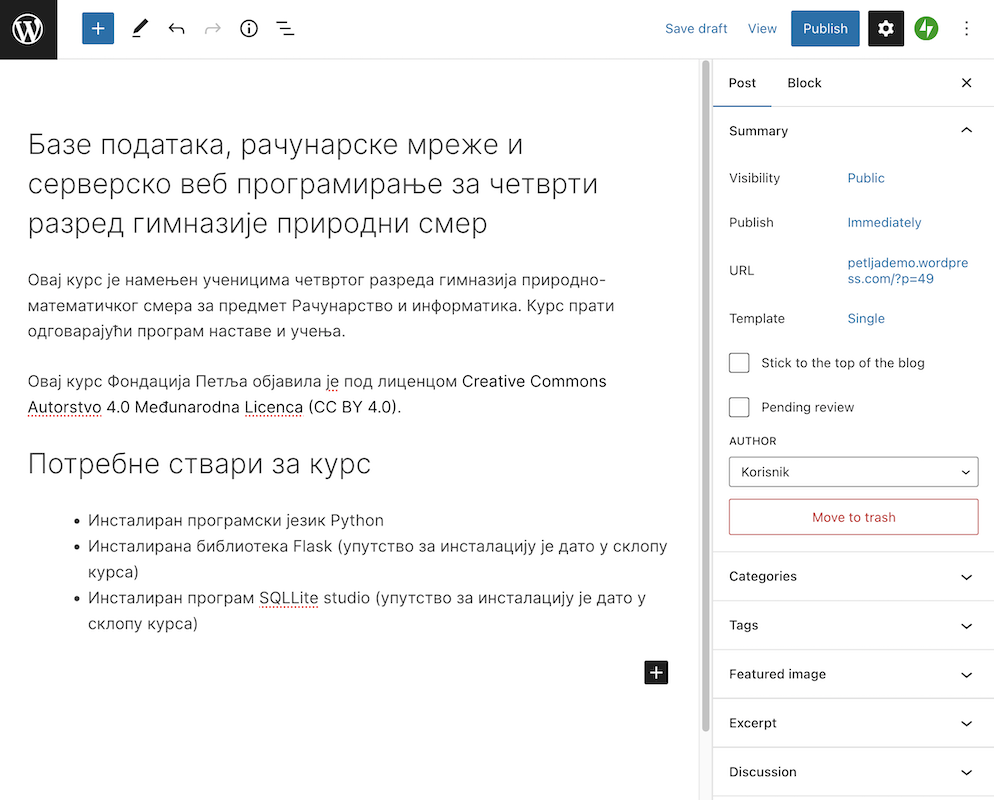 Save draft
View
Publish
Базе података, рачунарске мреже и
серверско веб програмирање за четврти
разред гимназије природни смер
Овај курс је намењен ученицима четвртог разреда гимназија природно-
математичког смера за предмет Рачунарство и информатика. Курс прати
одговарајући програм наставе и учења.
Овај курс Фондација Петља објавила је под лиценцом Creative Commons
Autorstvo 4.0 Međunarodna Licenca (CC BY 4.0).
Потребне ствари за курс
Инсталиран програмски језик Python
Инсталирана библиотека Flask (упутство за инсталацију је дато у склопу
курса)
Инсталиран програм SQLLite studio (упутство за инсталацију је дато у
склопу курса)
Post
Block
Summary
Visibility Public
Publish Immediately
URL petljademo.wordpre
ss.com/?p=49
Template Single
Stick to the top of the blog
Pending review
AUTHOR
Korisnik
Move to trash
Categories
Tags
Featured image
Excerpt
Discussion